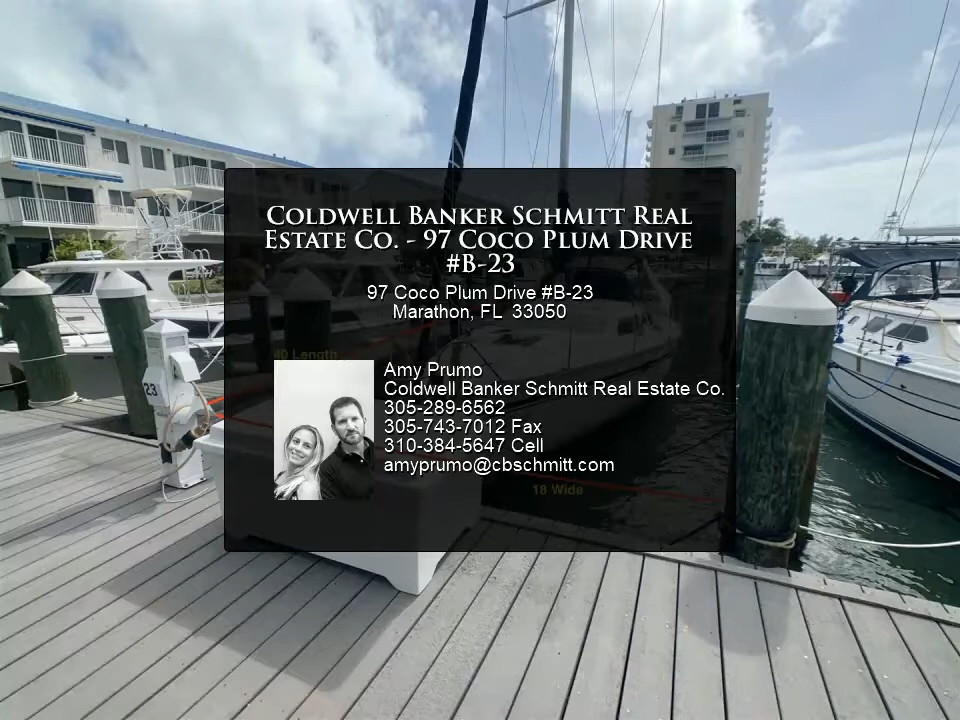 Coldwell Banker Schmitt Real
Estate Co. - 97 Coco Plum Drive
#B-23
97 Coco Plum Drive #B-23
Marathon, FL  33050
40 Length
Amy Prumo
Coldwell Banker Schmitt Real Estate Co.
305-289-6562
23
305-743-7012 Fax
310-384-5647 Cell
amyprumo@cbschmitt.com
18 Wide